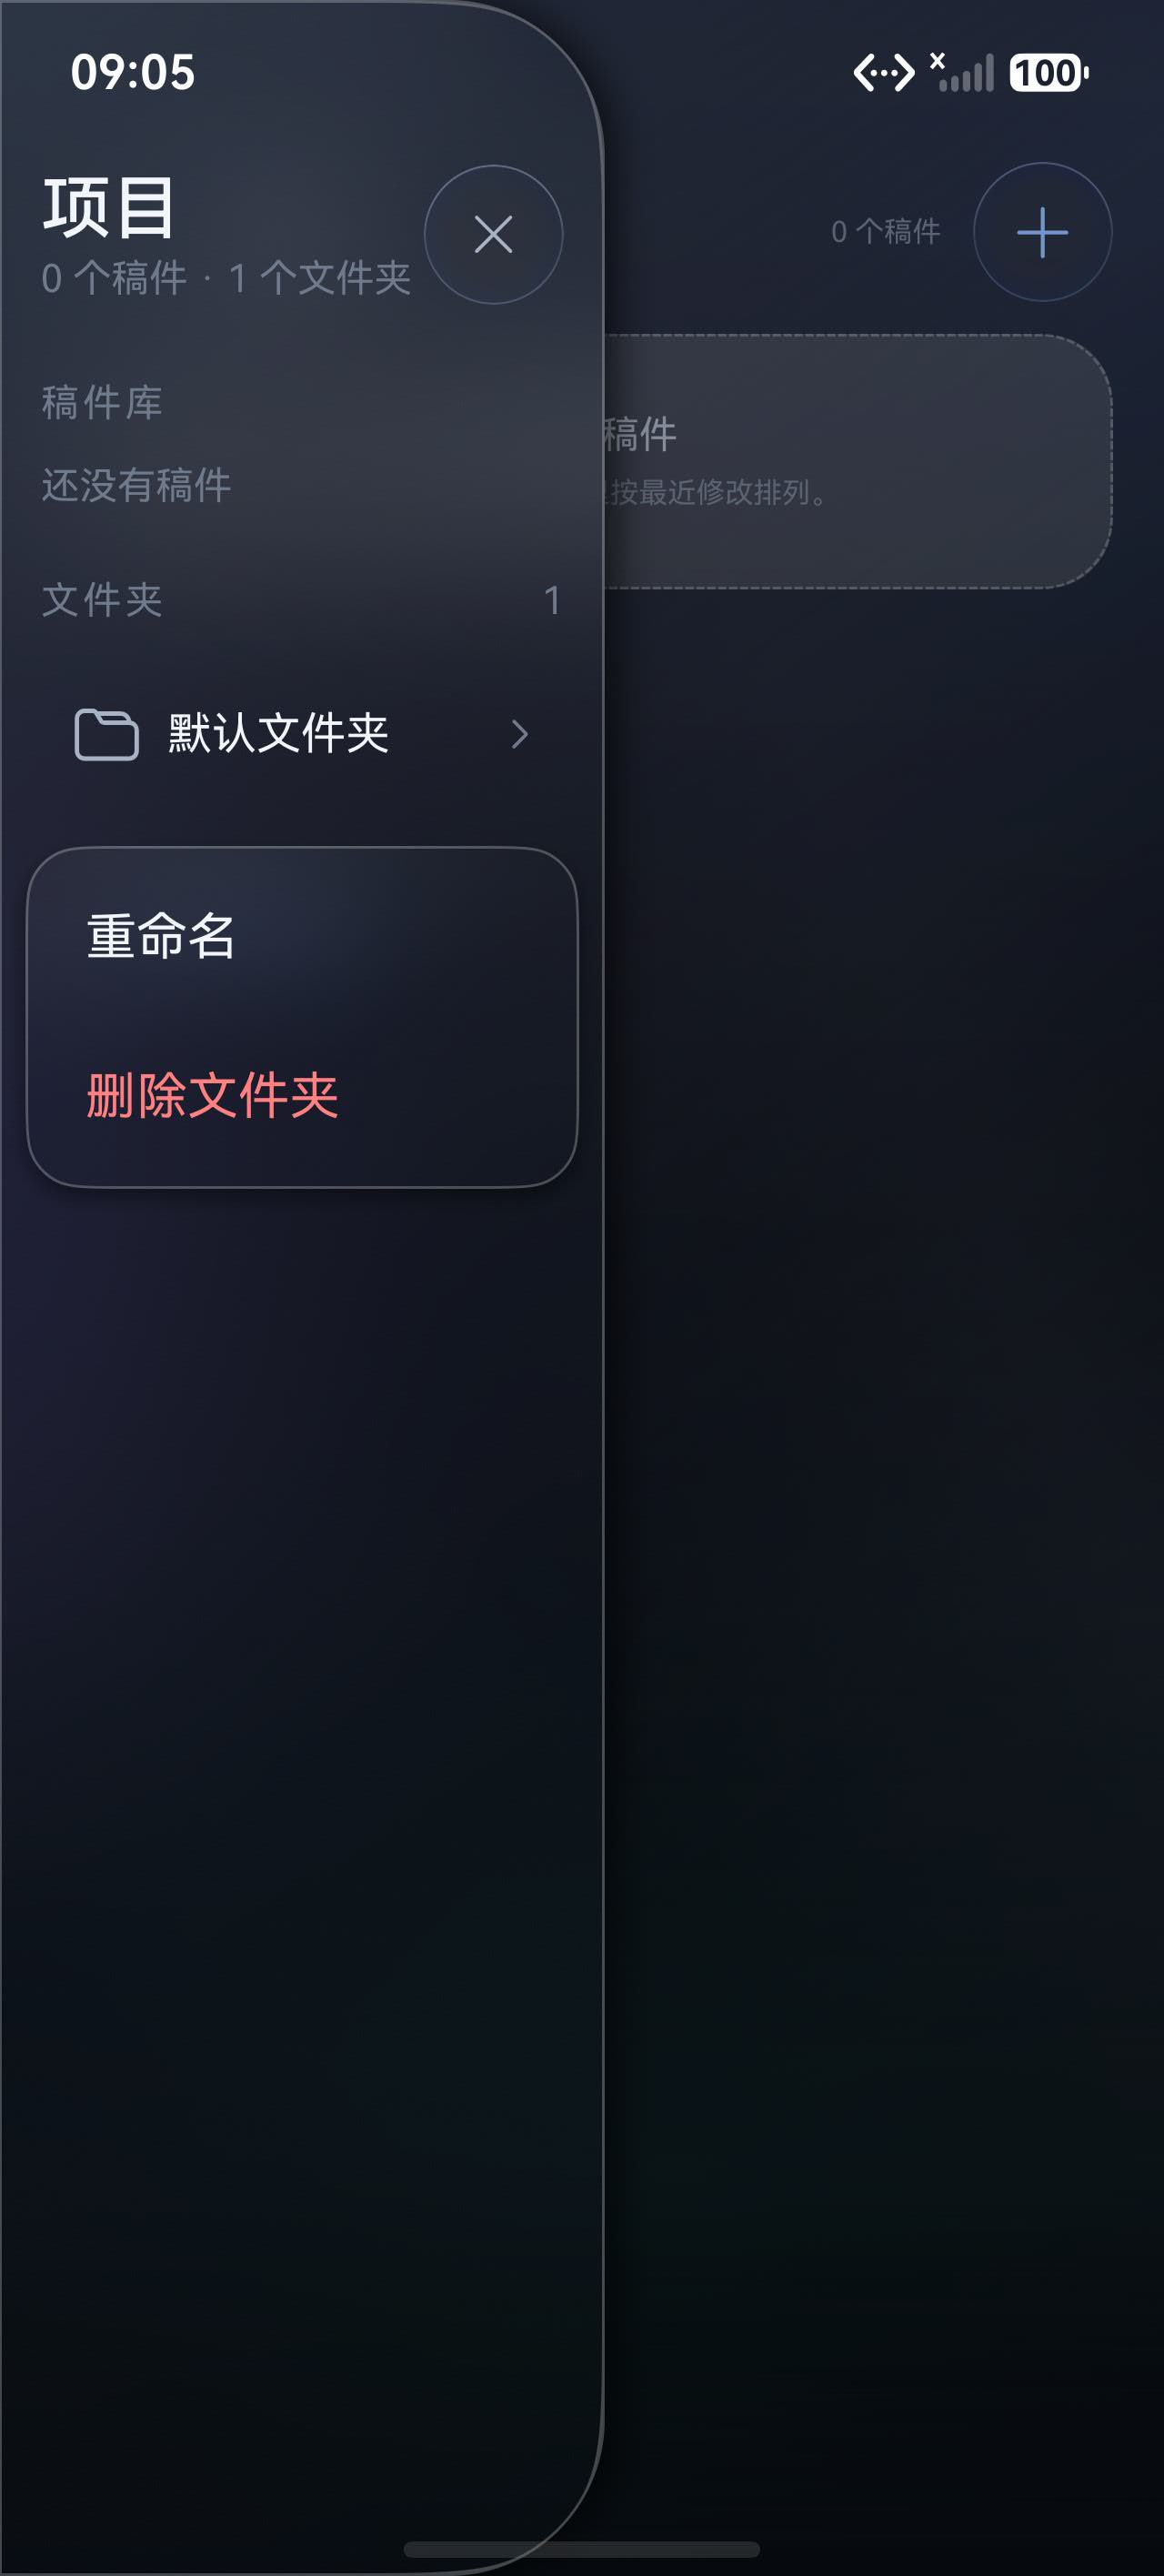 09:05
100
项目
0 个稿件 · 1 个文件夹
0 个稿件
稿件库
稿件
还没有稿件
按最近修改排列。
文件夹
1
默认文件夹
重命名
删除文件夹